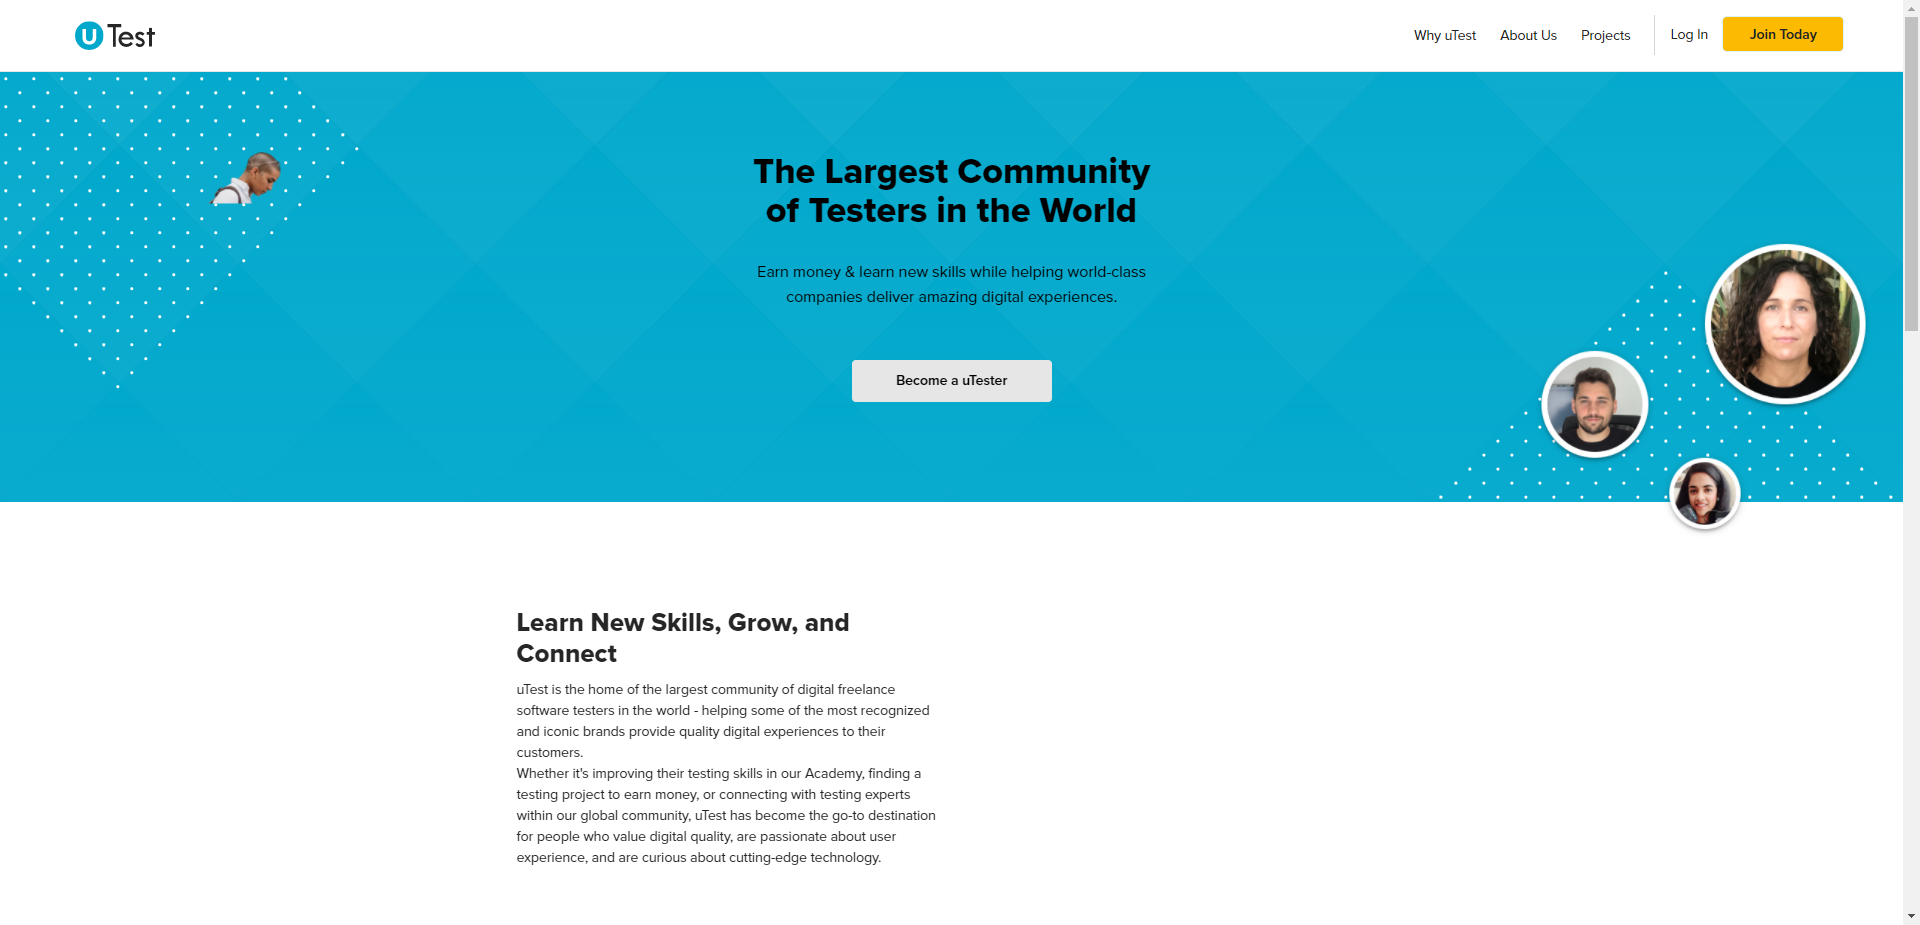 uTest
Why uTest
About Us
Projects
Log In
Join Today
The Largest Community
of Testers in the World
Earn money & learn new skills while helping world-class
companies deliver amazing digital experiences.
Become a uTester
Learn New Skills, Grow, and
Connect
uTest is the home of the largest community of digital freelance
software testers in the world - helping some of the most recognized
and iconic brands provide quality digital experiences to their
customers.
Whether it's improving their testing skills in our Academy, finding a
testing project to earn money, or connecting with testing experts
within our global community, uTest has become the go-to destination
for people who value digital quality, are passionate about user
experience, and are curious about cutting-edge technology.